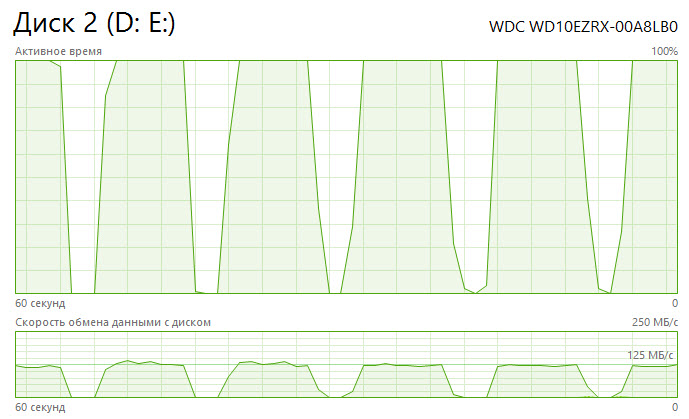 Диск 2 (D: E:)
WDC WD10EZRX-00A8LB0
Активное время
100%
60 секунд
0
Скорость обмена данными с диском
250 МБ/с
125 МБ/с
60 секунд
0